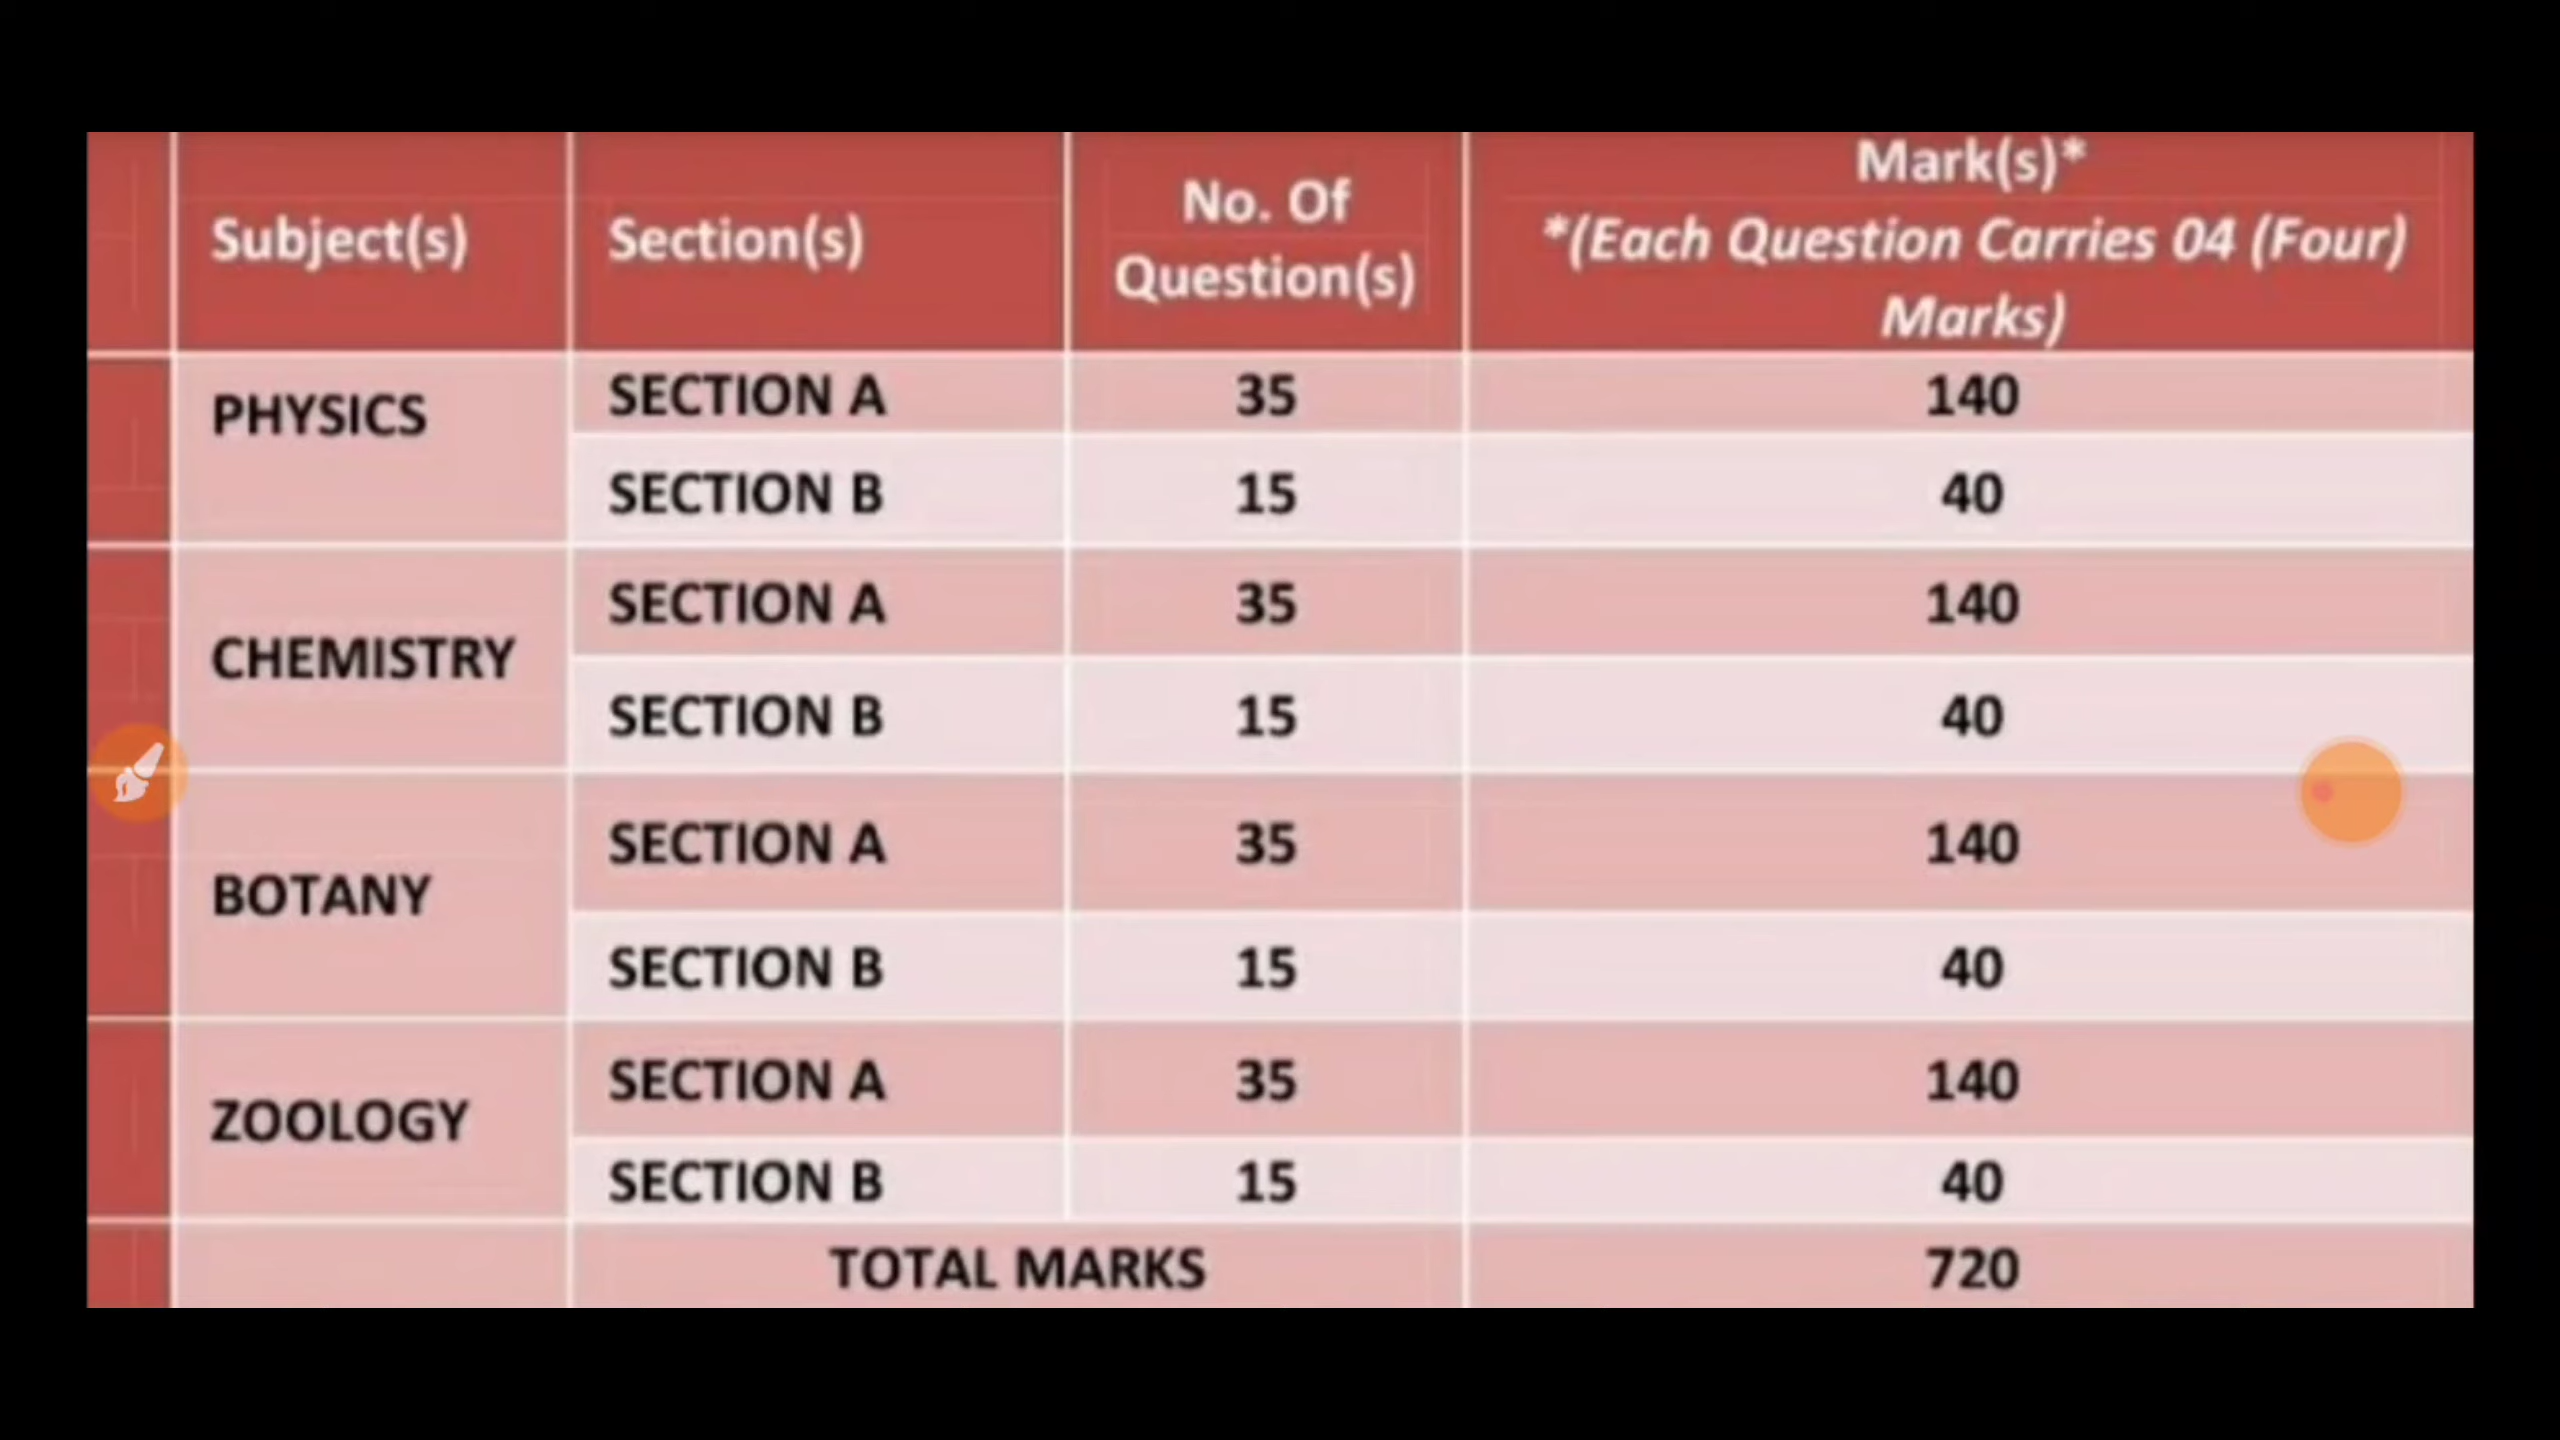 Subject(s) Section(s) No. Of Question(s) Mark(s)*
*(Each Question Carries 04 (Four) Marks)
PHYSICS SECTION A 35 140
SECTION B 15 40
CHEMISTRY SECTION A 35 140
SECTION B 15 40
BOTANY SECTION A 35 140
SECTION B 15 40
ZOOLOGY SECTION A 35 140
SECTION B 15 40
TOTAL MARKS 720